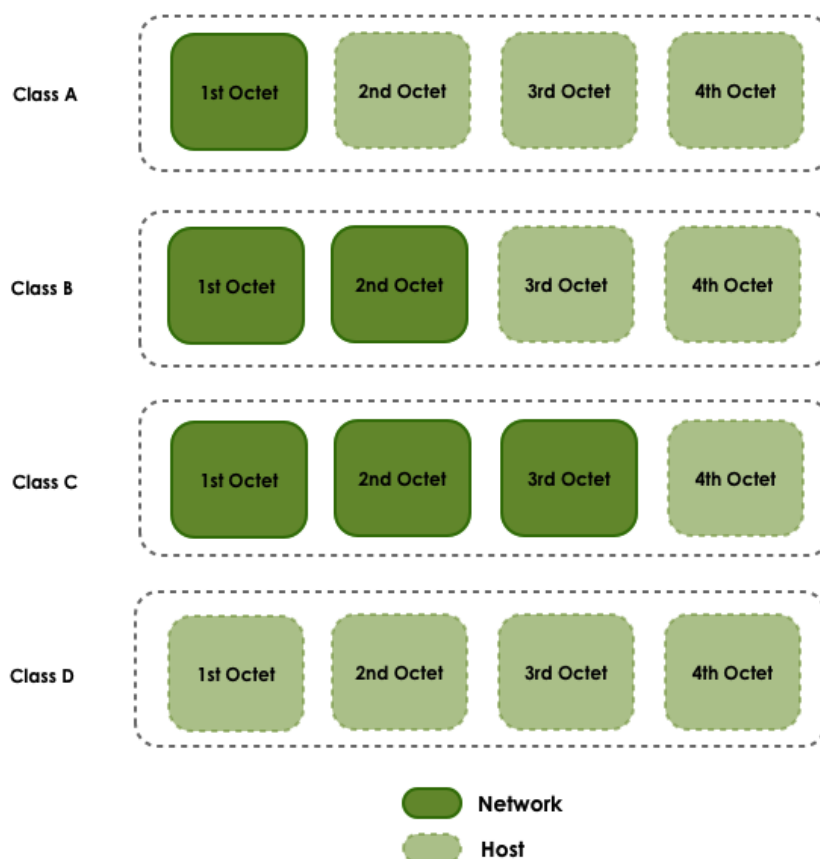 Class A
1st Octet
2nd Octet
3rd Octet
4th Octet
Class B
1st Octet
2nd Octet
3rd Octet
4th Octet
Class C
1st Octet
2nd Octet
3rd Octet
4th Octet
Class D
1st Octet
2nd Octet
3rd Octet
4th Octet
Network
Host